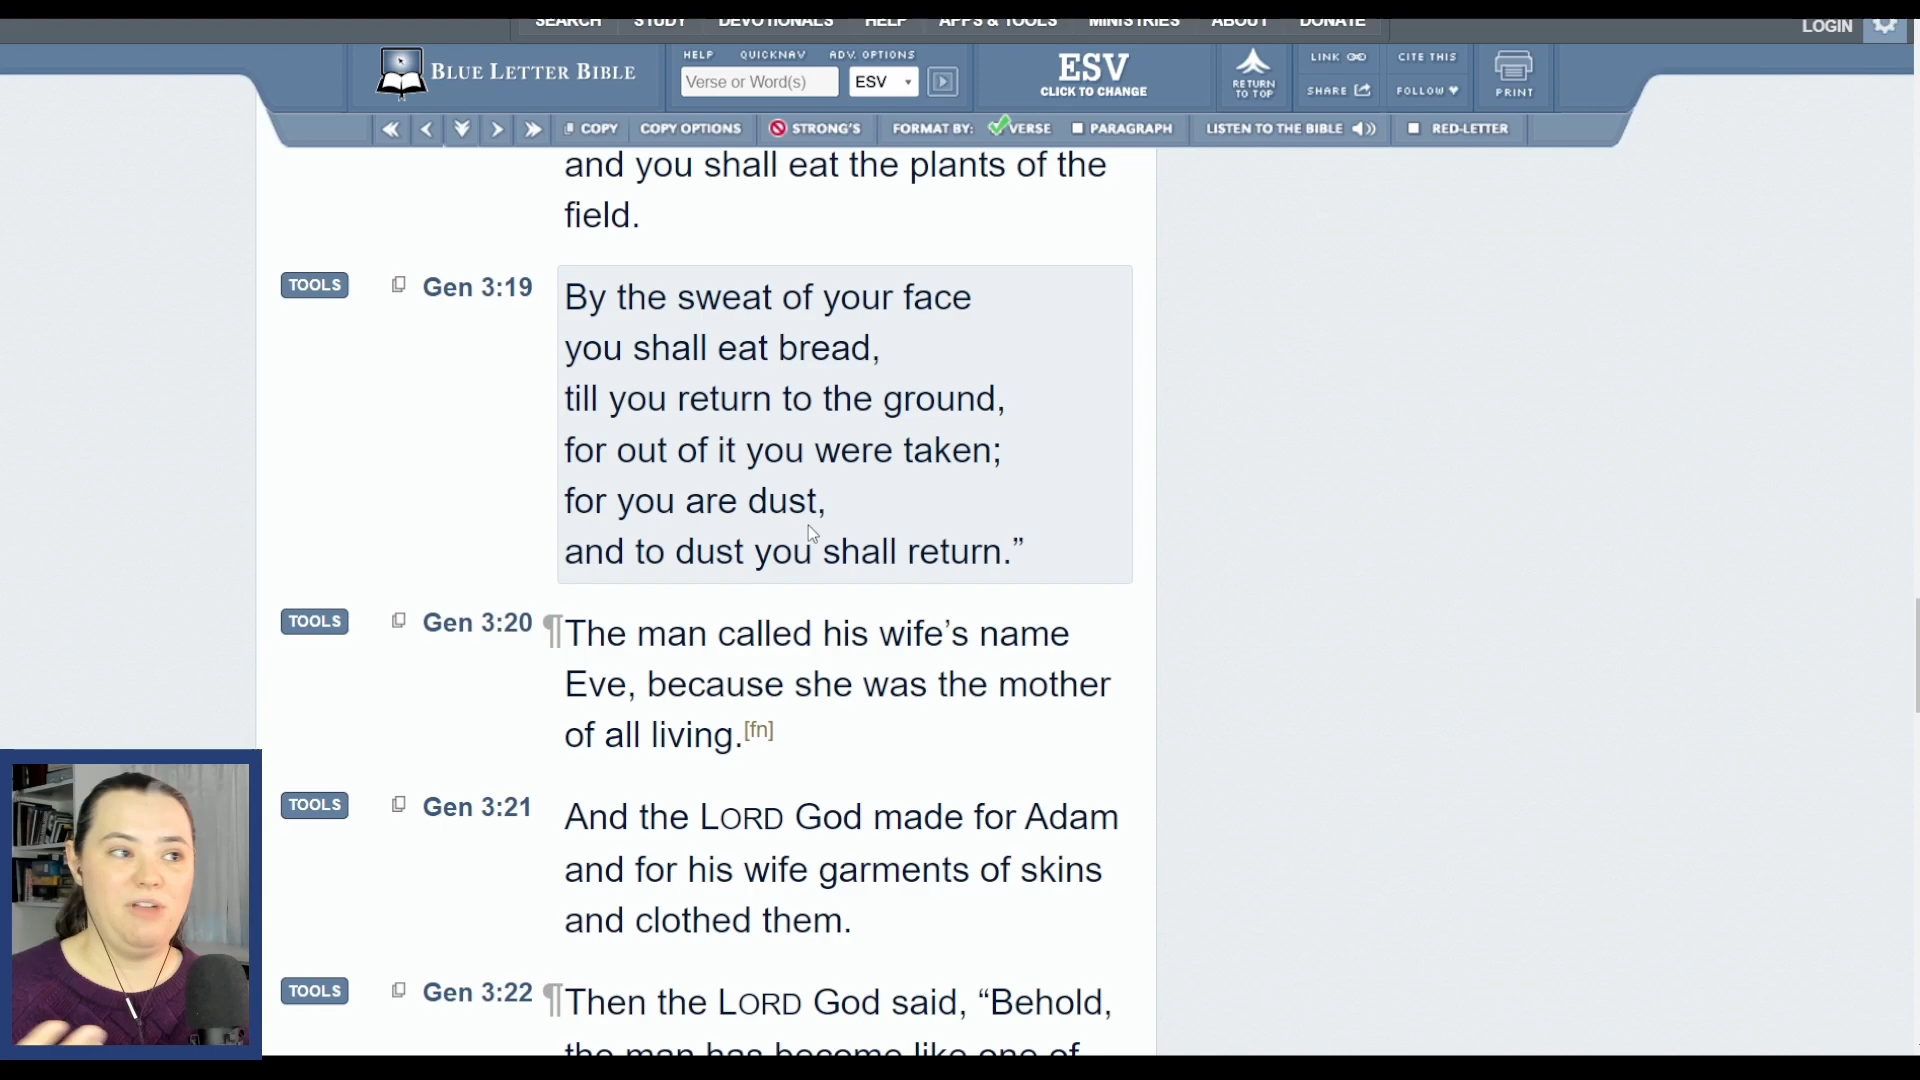 SEARCH STUDY DEVOTIONALS HELP APPS & TOOLS MINISTRIES ABOUT DONATE
LOGIN
HELP QUICKNAV ADV. OPTIONS
BLUE LETTER BIBLE
Verse or Word(s)
ESV
ESV
CLICK TO CHANGE
RETURN
TO TOP
LINK
CITE THIS
SHARE
FOLLOW
PRINT
COPY COPY OPTIONS STRONG'S FORMAT BY: VERSE PARAGRAPH LISTEN TO THE BIBLE RED-LETTER
and you shall eat the plants of the
field.
TOOLS Gen 3:19 By the sweat of your face
you shall eat bread,
till you return to the ground,
for out of it you were taken;
for you are dust,
and to dust you shall return.”
TOOLS Gen 3:20 ¶The man called his wife’s name
Eve, because she was the mother
of all living.[fn]
TOOLS Gen 3:21 And the LORD God made for Adam
and for his wife garments of skins
and clothed them.
TOOLS Gen 3:22 ¶Then the LORD God said, “Behold,
the man has become like one of